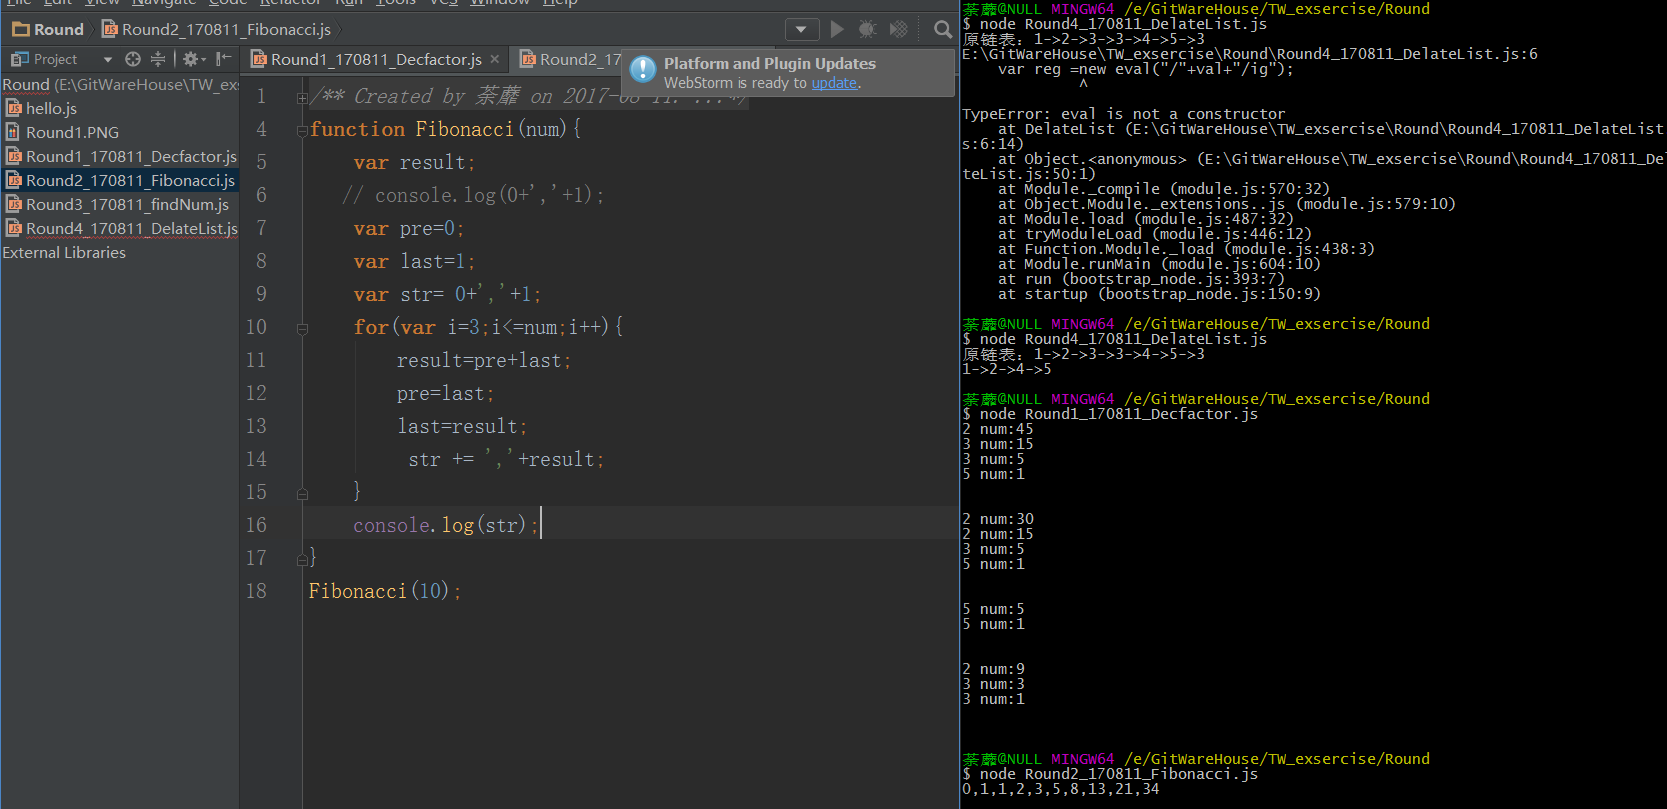 File Edit View Navigate Code Refactor Run Tools VCS Window Help
Round Round2_170811_Fibonacci.js
Project
Round (E:\GitWareHouse\TW_exs
hello.js
Round1.PNG
Round1_170811_Decfactor.js
Round2_170811_Fibonacci.js
Round3_170811_findNum.js
Round4_170811_DelateList.js
External Libraries
Round1_170811_Decfactor.js × Round2_17
Platform and Plugin Updates
WebStorm is ready to update.
1 /** Created by 荼蘼 on 2017-08-11. ...*/
4 function Fibonacci(num){
5 var result;
6 // console.log(0+','+1);
7 var pre=0;
8 var last=1;
9 var str= 0+','+1;
10 for(var i=3;i<=num;i++){
11 result=pre+last;
12 pre=last;
13 last=result;
14 str += ','+result;
15 }
16 console.log(str);
17 }
18 Fibonacci(10);
荼蘼@NULL MINGW64 /e/GitWareHouse/TW_exsercise/Round
$ node Round4_170811_DelateList.js
原链表: 1->2->3->3->4->5->3
E:\GitWareHouse\TW_exsercise\Round\Round4_170811_DelateList.js:6
var reg =new eval("/"+val+"/ig");
^
TypeError: eval is not a constructor
at DelateList (E:\GitWareHouse\TW_exsercise\Round\Round4_170811_DelateList.j
s:6:14)
at Object.<anonymous> (E:\GitWareHouse\TW_exsercise\Round\Round4_170811_Dela
teList.js:50:1)
at Module._compile (module.js:570:32)
at Object.Module._extensions..js (module.js:579:10)
at Module.load (module.js:487:32)
at tryModuleLoad (module.js:446:12)
at Function.Module._load (module.js:438:3)
at Module.runMain (module.js:604:10)
at run (bootstrap_node.js:393:7)
at startup (bootstrap_node.js:150:9)
荼蘼@NULL MINGW64 /e/GitWareHouse/TW_exsercise/Round
$ node Round4_170811_DelateList.js
原链表: 1->2->3->3->4->5->3
1->2->4->5
荼蘼@NULL MINGW64 /e/GitWareHouse/TW_exsercise/Round
$ node Round1_170811_Decfactor.js
2 num:45
3 num:15
3 num:5
5 num:1
2 num:30
2 num:15
3 num:5
5 num:1
5 num:5
5 num:1
2 num:9
3 num:3
3 num:1
荼蘼@NULL MINGW64 /e/GitWareHouse/TW_exsercise/Round
$ node Round2_170811_Fibonacci.js
0,1,1,2,3,5,8,13,21,34